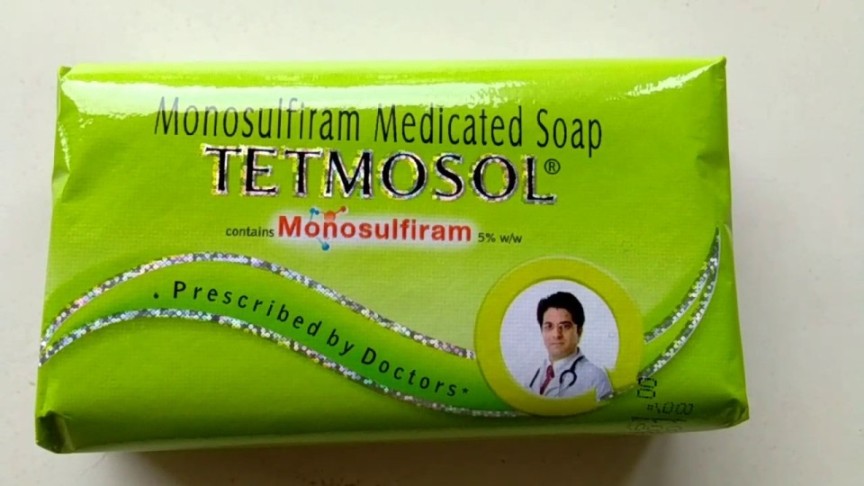 Monosulfiram Medicated Soap
TETMOSOL®
contains Monosulfiram 5% w/w
. Prescribed by Doctors*